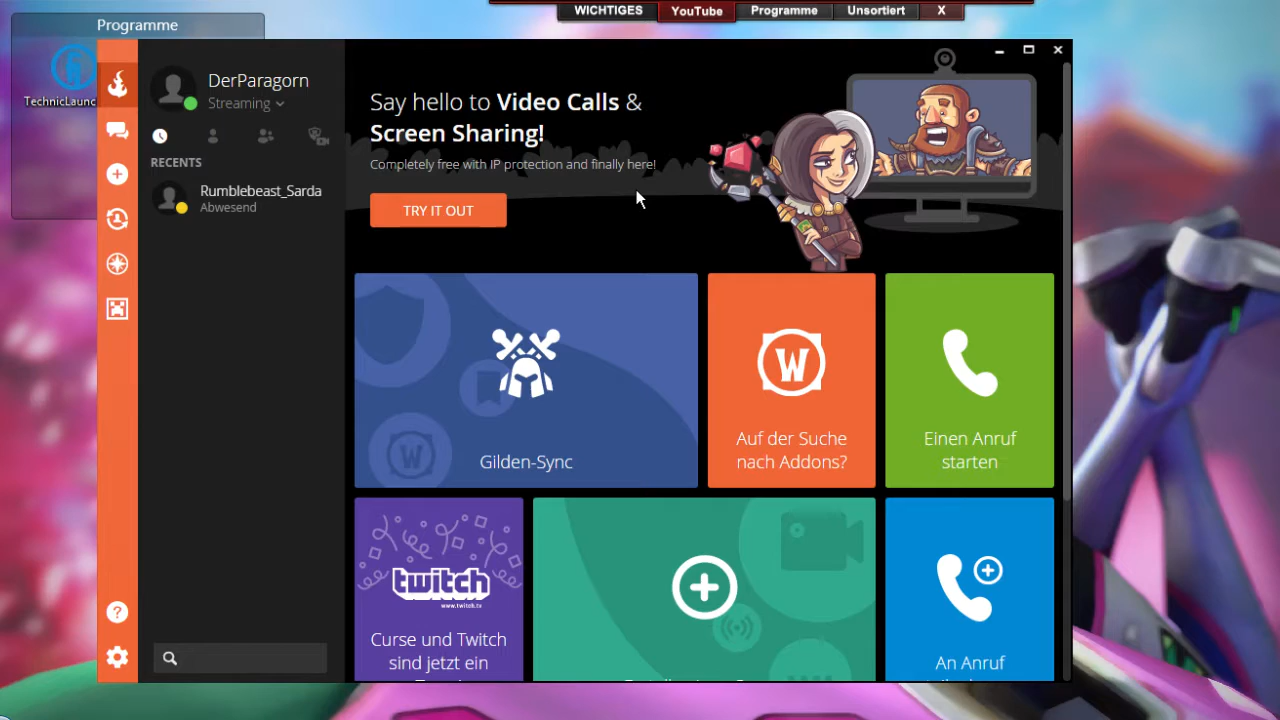 WICHTIGES
YouTube
Programme
Unsortiert
X
Programme
TechnicLaunc
DerParagorn
Streaming
RECENTS
Rumblebeast_Sarda
Abwesend
Say hello to Video Calls &
Screen Sharing!
Completely free with IP protection and finally here!
TRY IT OUT
Gilden-Sync
Auf der Suche
nach Addons?
Einen Anruf
starten
twitch
www.twitch.tv
Curse und Twitch
sind jetzt ein
An Anruf